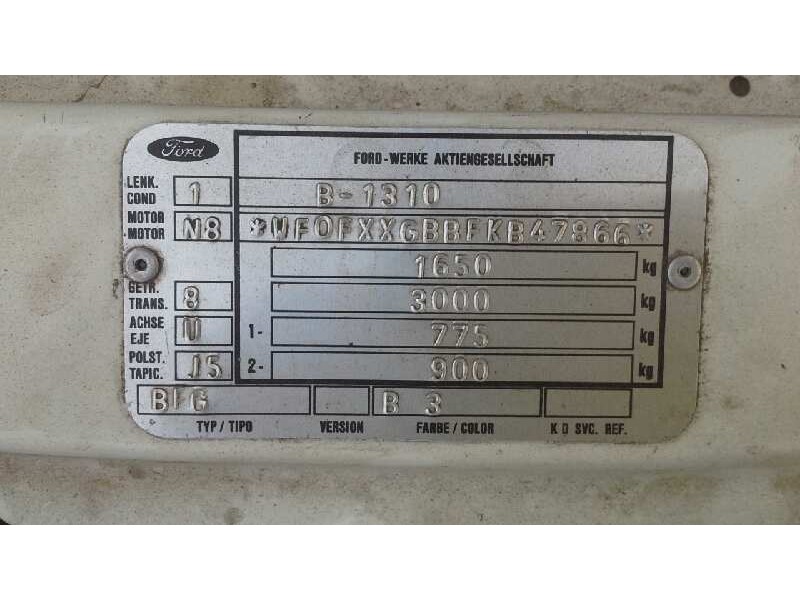 Ford
FORD-WERKE AKTIENGESELLSCHAFT
LENK. COND 1 B-1310
MOTOR MOTOR N8 *WF0FXXGBBFKB47866*
1650 kg
GETR. TRANS. 8 3000 kg
ACHSE EJE U 1- 775 kg
POLST. TAPIC. J5 2- 900 kg
BFG B 3
TYP / TIPO VERSION FARBE / COLOR K D SVC. REF.